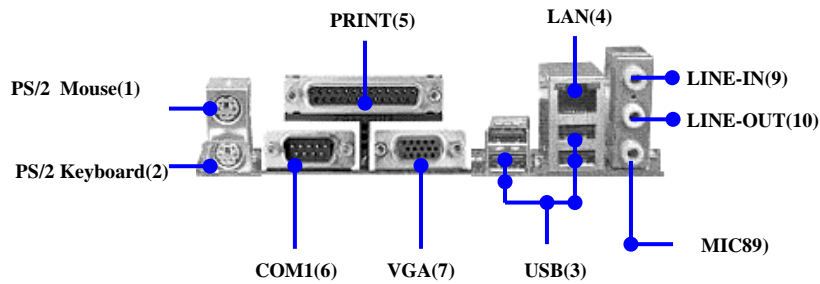 PRINT(5)
LAN(4)
PS/2 Mouse(1)
LINE-IN(9)
LINE-OUT(10)
PS/2 Keyboard(2)
MIC89)
COM1(6)
VGA(7)
USB(3)